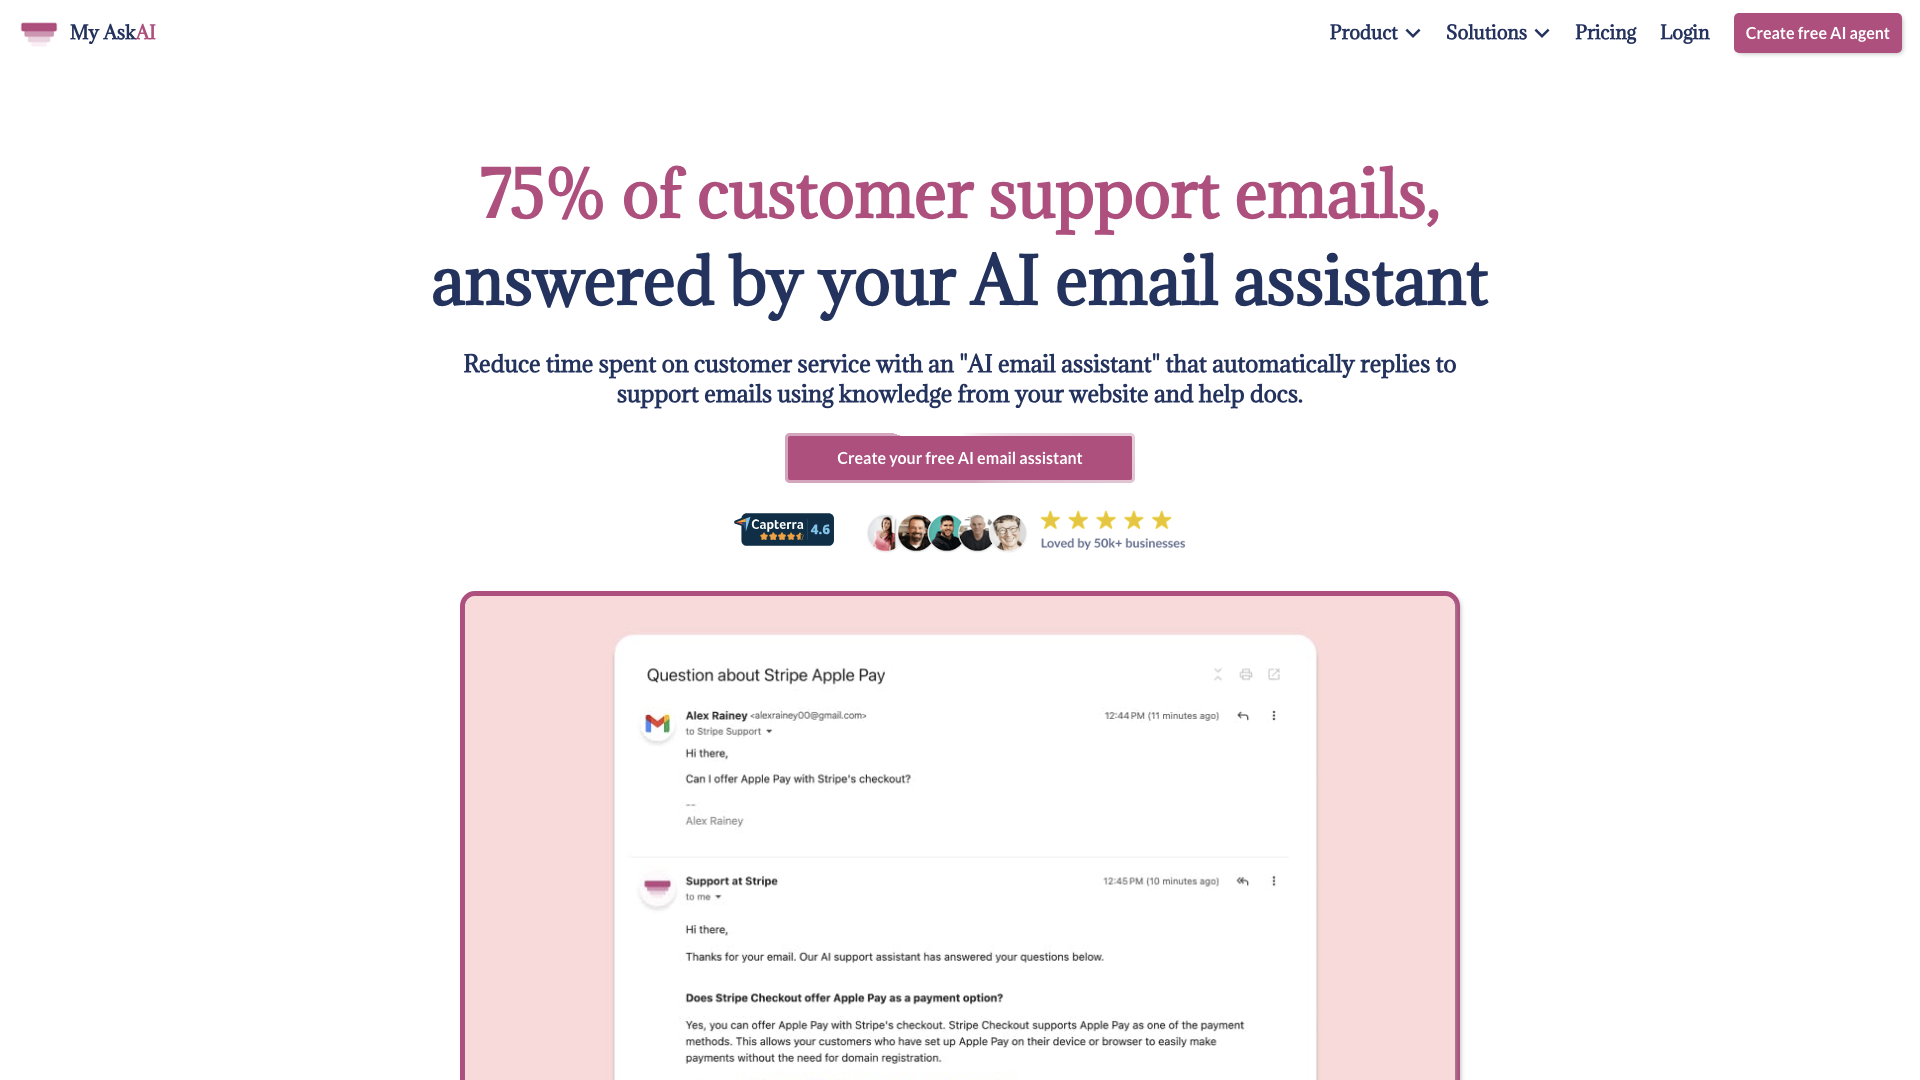 My AskAI
Product
Solutions
Pricing
Login
Create free AI agent
75% of customer support emails,
answered by your AI email assistant
Reduce time spent on customer service with an "AI email assistant" that automatically replies to
support emails using knowledge from your website and help docs.
Create your free AI email assistant
Capterra 4.6
Loved by 50k+ businesses
Question about Stripe Apple Pay
Alex Rainey <alexrainey00@gmail.com>
12:44 PM (11 minutes ago)
to Stripe Support
Hi there,
Can I offer Apple Pay with Stripe's checkout?
--
Alex Rainey
Support at Stripe
12:45 PM (10 minutes ago)
to me
Hi there,
Thanks for your email. Our AI support assistant has answered your questions below.
Does Stripe Checkout offer Apple Pay as a payment option?
Yes, you can offer Apple Pay with Stripe's checkout. Stripe Checkout supports Apple Pay as one of the payment
methods. This allows your customers who have set up Apple Pay on their device or browser to easily make
payments without the need for domain registration.